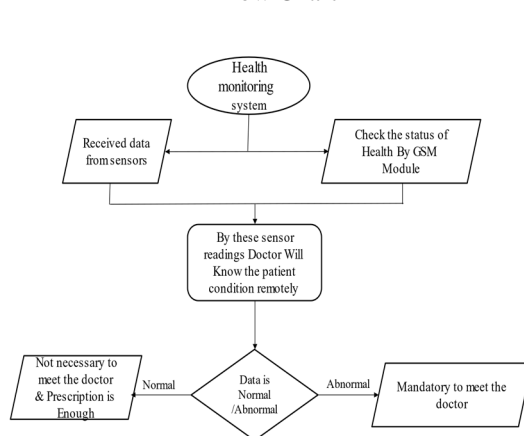 Health
monitoring
system
Received data
from sensors
Check the status of
Health By GSM
Module
By these sensor
readings Doctor Will
Know the patient
condition remotely
Not necessary to
meet the doctor
& Prescription is
Enough
Normal
Data is
Normal
/Abnormal
Abnormal
Mandatory to meet the
doctor